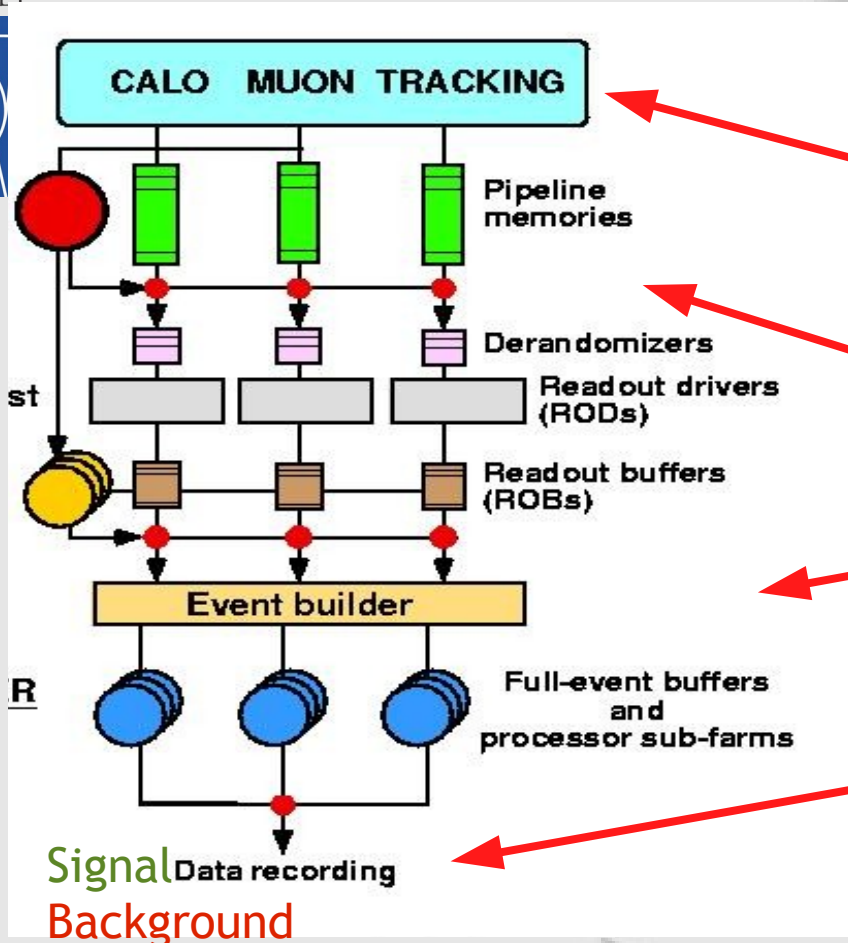 CALO MUON TRACKING
Pipeline
memories
Derandomizers
st
Readout drivers
(RODs)
Readout buffers
(ROBs)
Event builder
R
Full-event buffers
and
processor sub-farms
Signal Data recording
Background